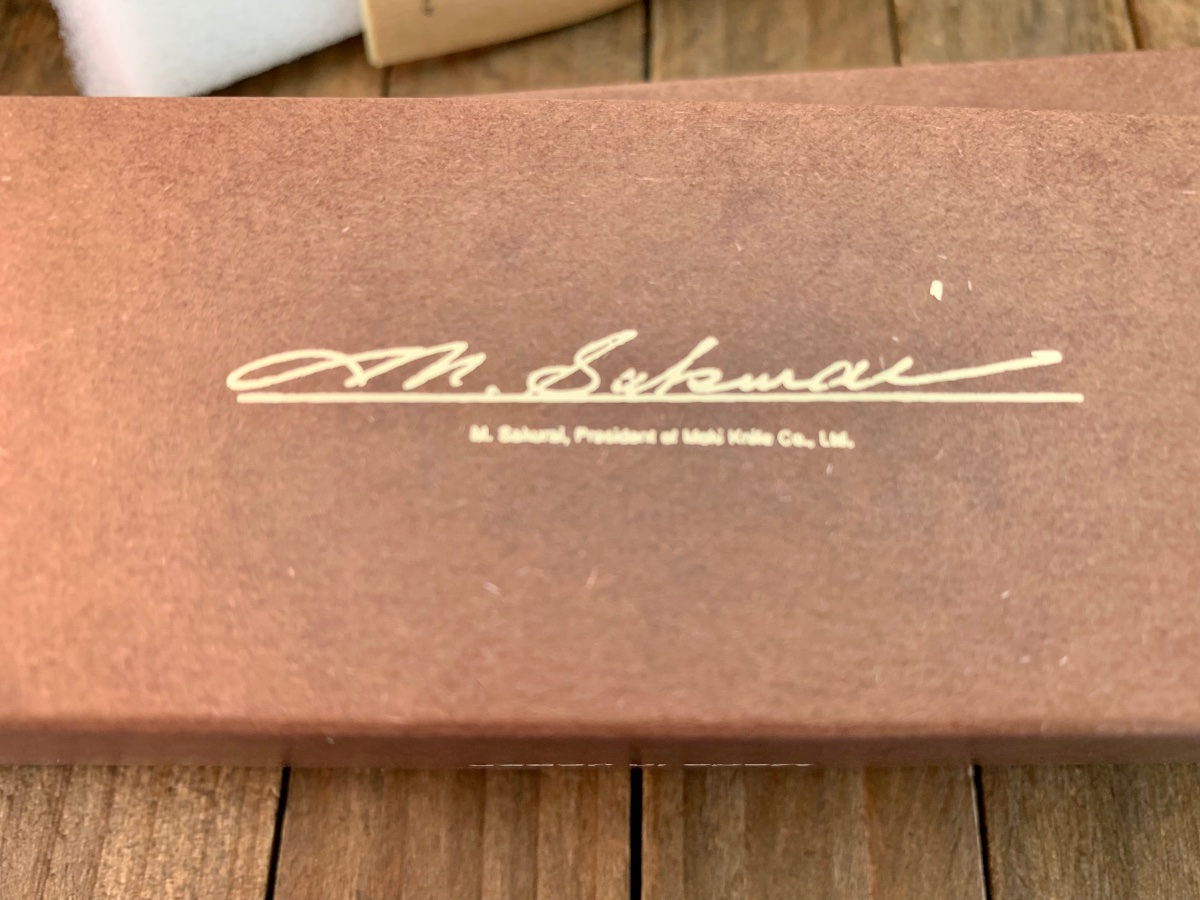 M. Sakurai
M. Sakurai, President of Moki Knife Co., Ltd.